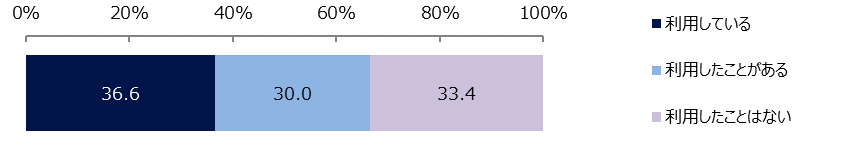 0% 20% 40% 60% 80% 100%
利用している
利用したことがある
36.6 30.0 33.4
利用したことはない